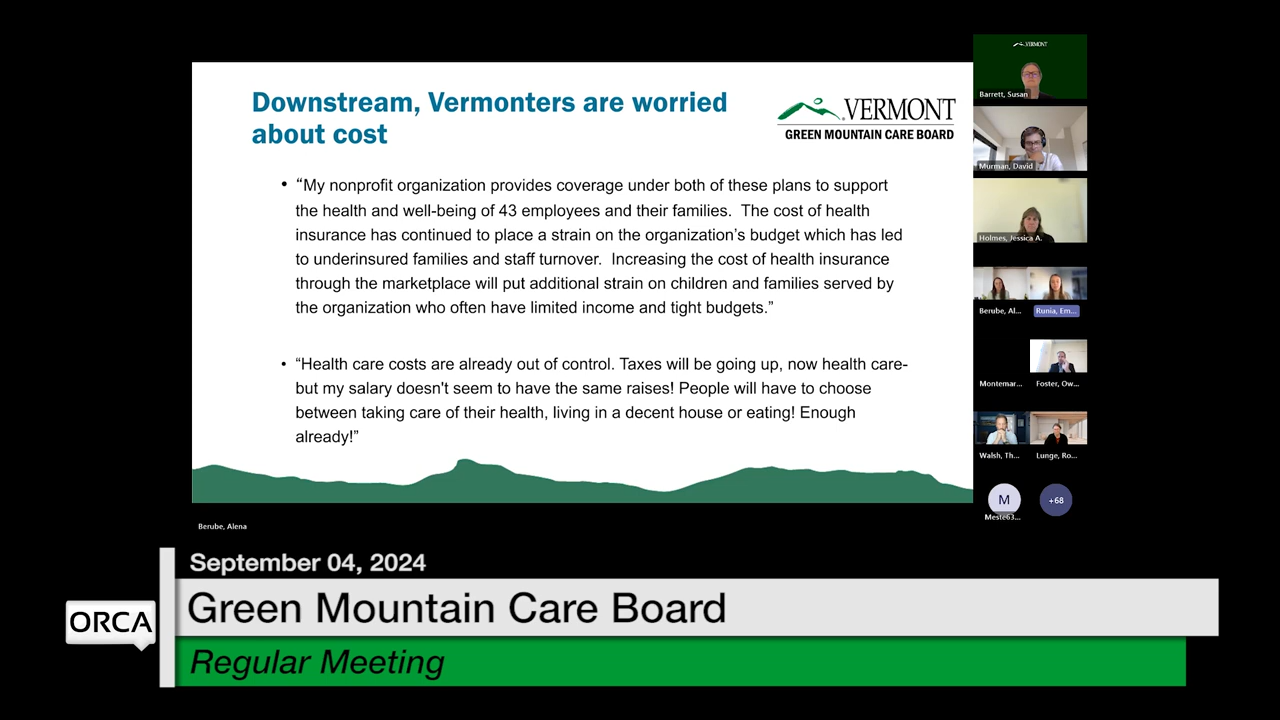 Downstream, Vermonters are worried
about cost
VERMONT
GREEN MOUNTAIN CARE BOARD
• “My nonprofit organization provides coverage under both of these plans to support
the health and well-being of 43 employees and their families.  The cost of health
insurance has continued to place a strain on the organization’s budget which has led
to underinsured families and staff turnover.  Increasing the cost of health insurance
through the marketplace will put additional strain on children and families served by
the organization who often have limited income and tight budgets.”
• “Health care costs are already out of control. Taxes will be going up, now health care-
but my salary doesn't seem to have the same raises! People will have to choose
between taking care of their health, living in a decent house or eating! Enough
already!”
VERMONT
Barrett, Susan
Murman, David
Holmes, Jessica A.
Berube, Al...
Runia, Em...
Montemar...
Foster, Ow...
Walsh, Th...
Lunge, Ro...
M
+68
Meste63...
Berube, Alena
September 04, 2024
ORCA
Green Mountain Care Board
Regular Meeting